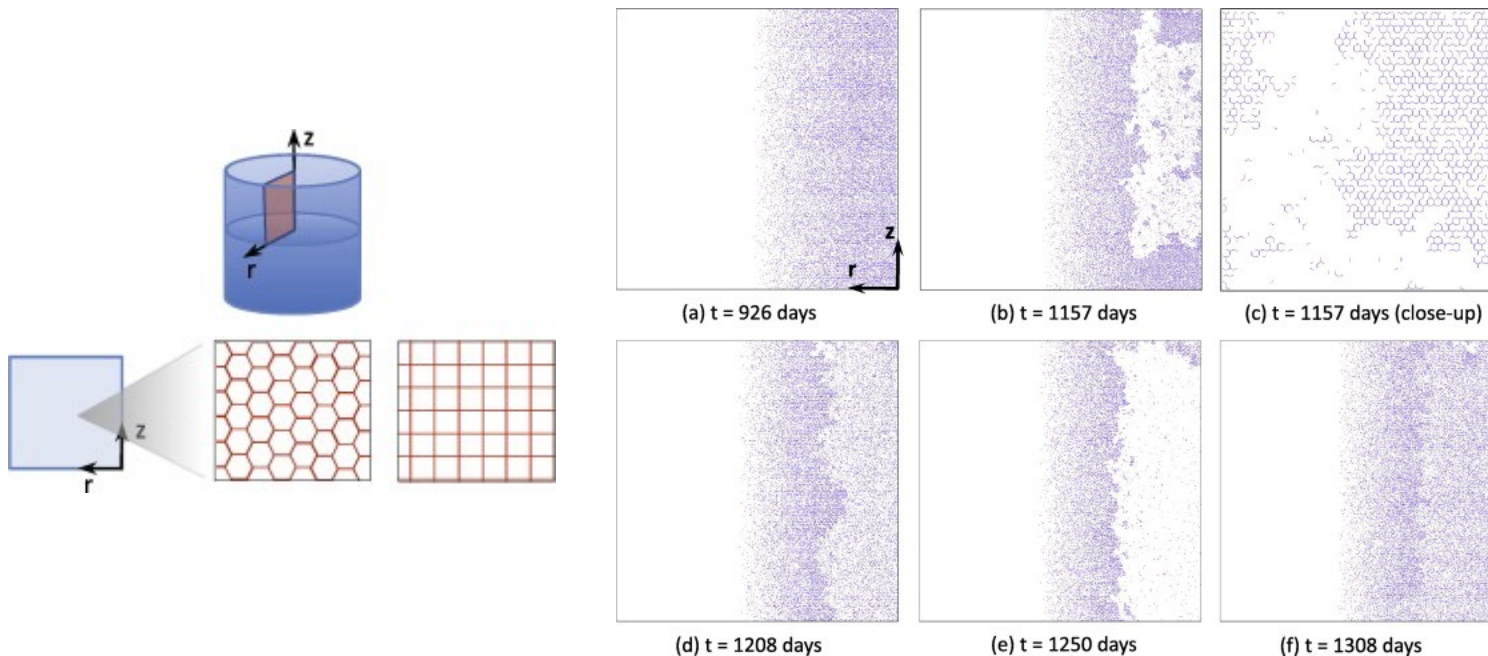 z
r
z
r
z
r
(a) t = 926 days
(b) t = 1157 days
(c) t = 1157 days (close-up)
(d) t = 1208 days
(e) t = 1250 days
(f) t = 1308 days